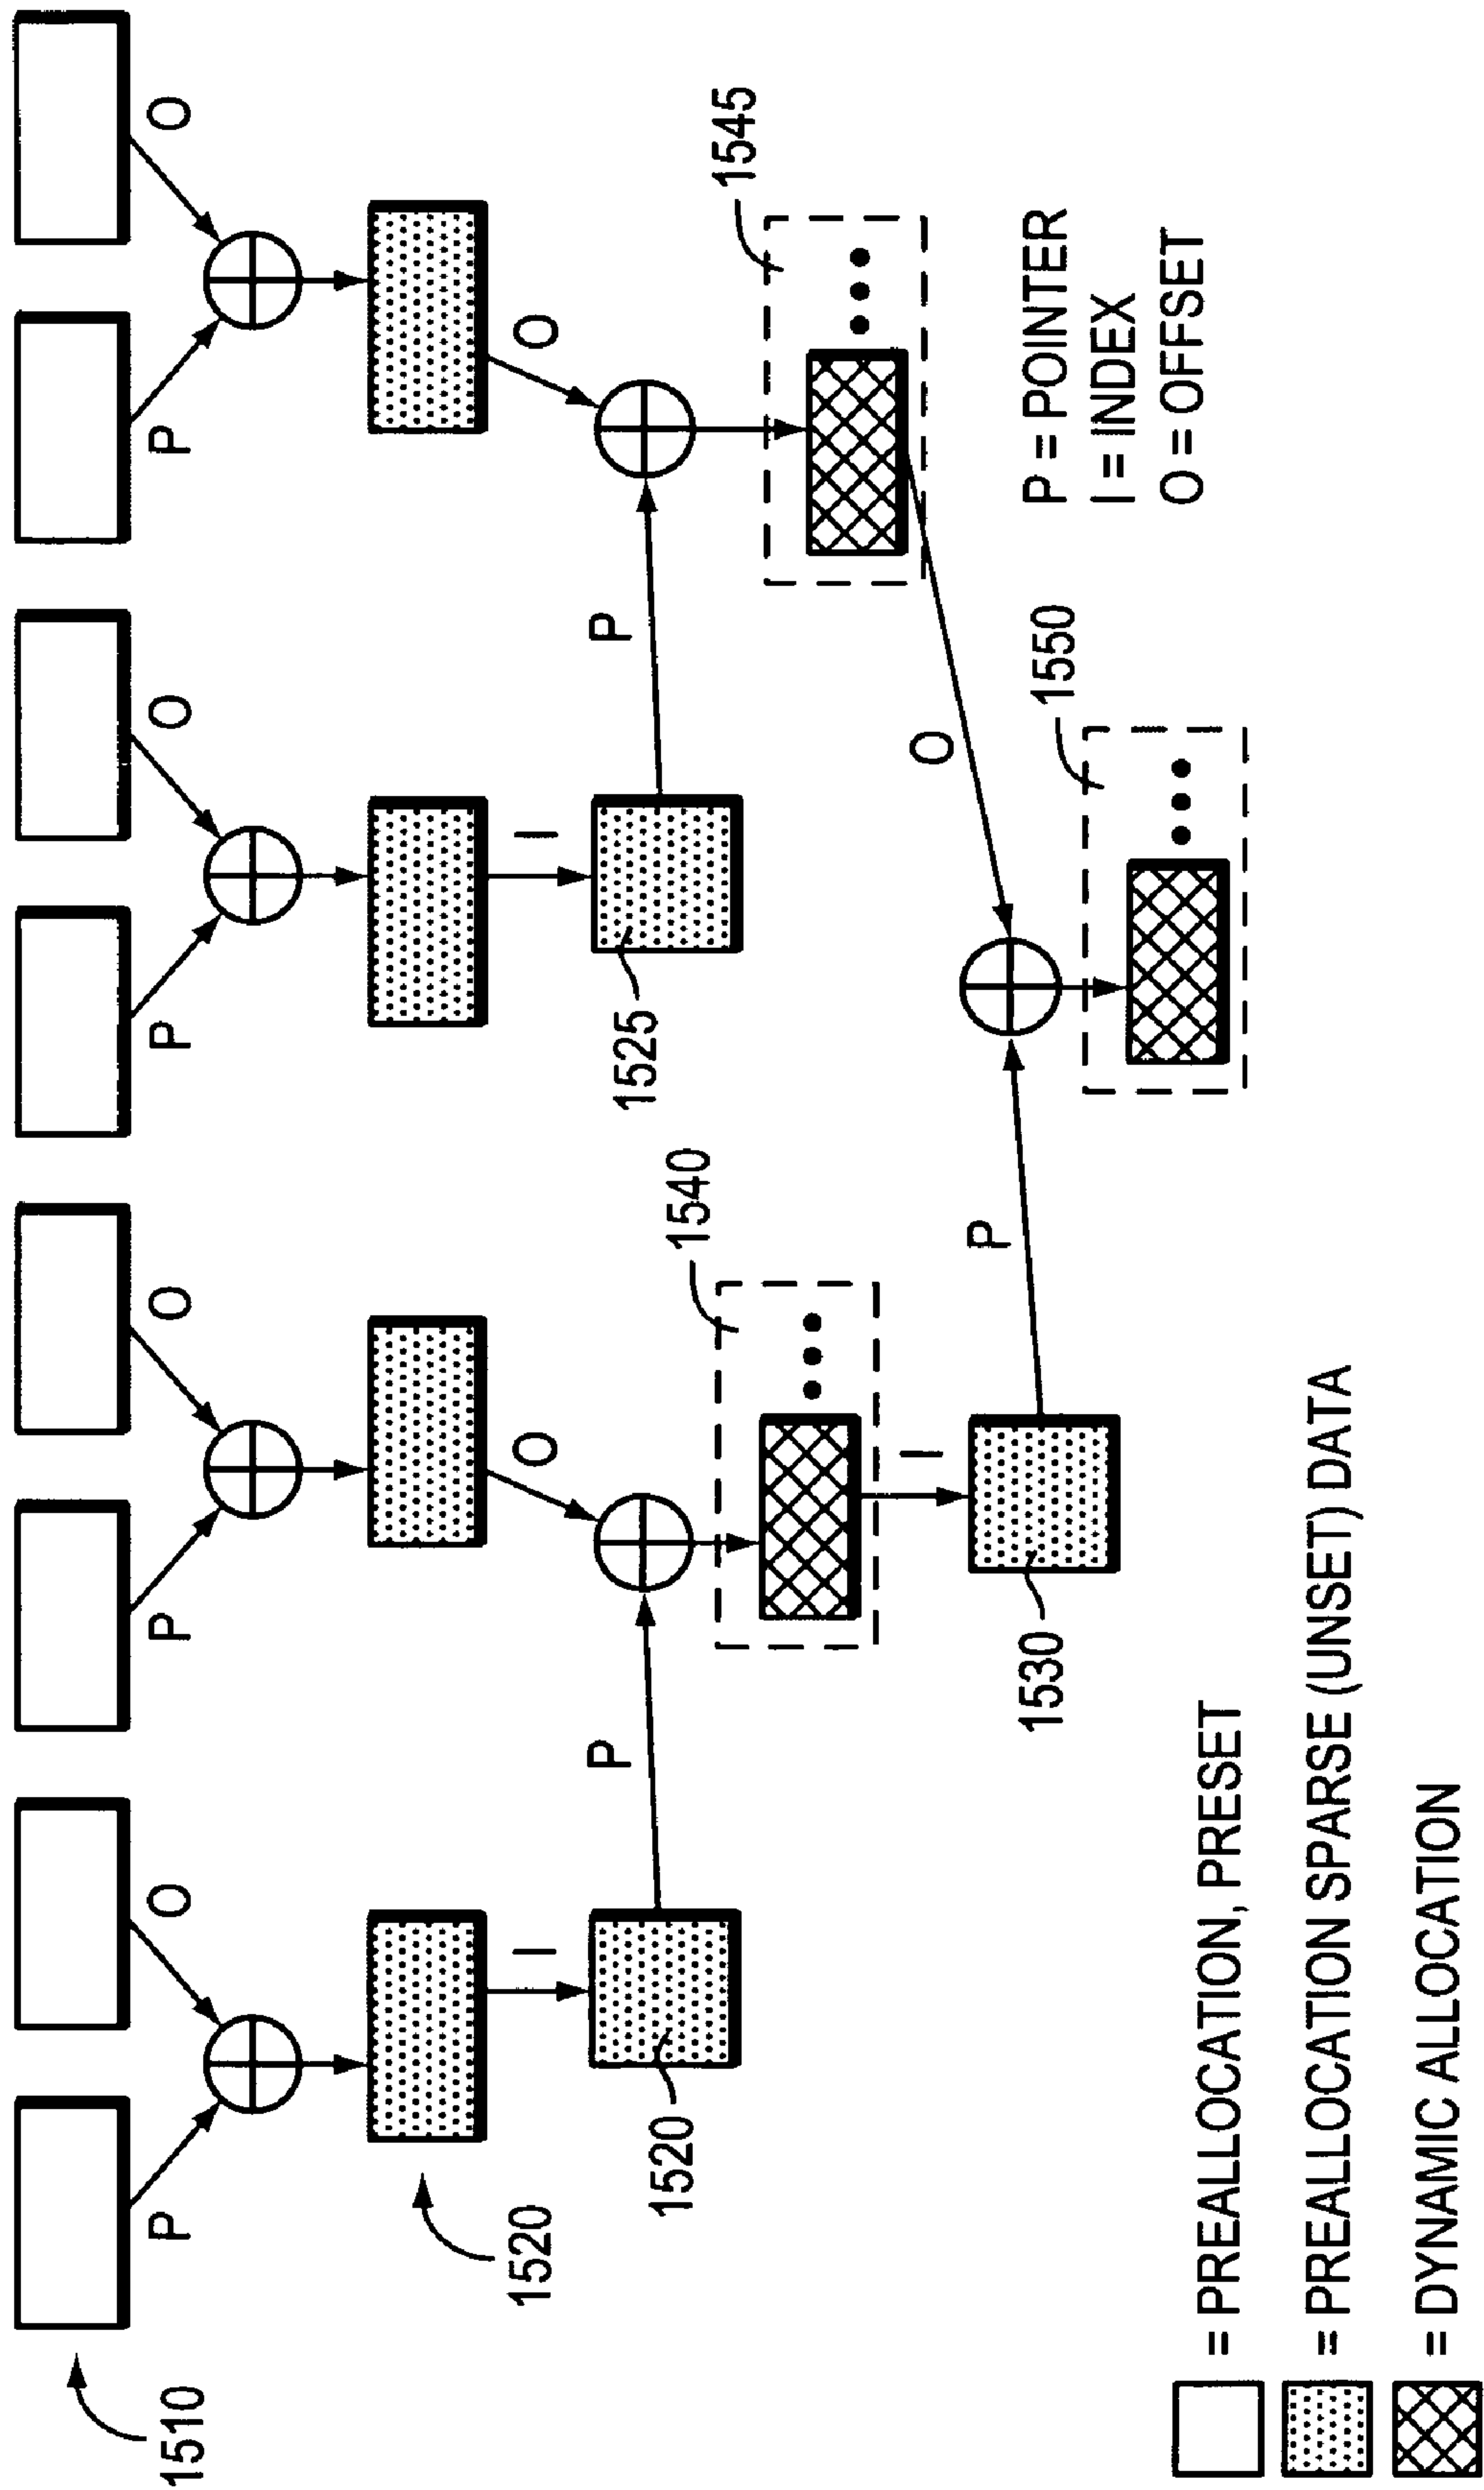 1510
P
O
P
O
P
O
P
O
1520
I
O
I
O
1520
P
1525
P
1540
1545
I
O
1530
P
1550
P = POINTER
I = INDEX
O = OFFSET
= PREALLOCATION, PRESET
= PREALLOCATION SPARSE (UNSET) DATA
= DYNAMIC ALLOCATION